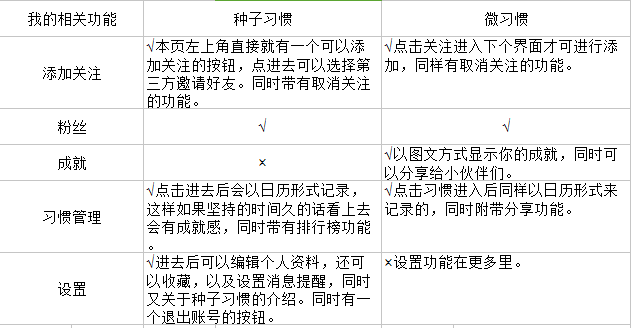 我的相关功能 种子习惯 微习惯
添加关注
√本页左上角直接就有一个可以添
加关注的按钮，点进去可以选择第
三方邀请好友。同时带有取消关注
的功能。
√点击关注进入下个界面才可进行添
加，同样有取消关注的功能。
粉丝 √ √
成就 ×
√以图文方式显示你的成就，同时可
以分享给小伙伴们。
习惯管理
√点击进去后会以日历形式记录，
这样如果坚持的时间久的话看上去
会有成就感，同时带有排行榜功能
。
√点击习惯进入后同样以日历形式来
记录的，同时附带分享功能。
设置
√进去后可以编辑个人资料，还可
以收藏，以及设置消息提醒，同时
又关于种子习惯的介绍。同时有一
个退出账号的按钮。
×设置功能在更多里。